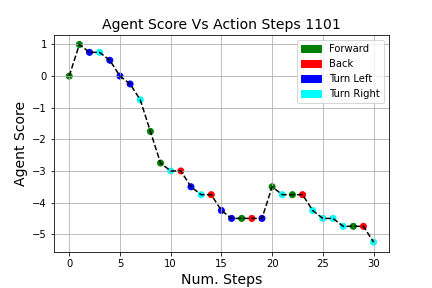 Agent Score Vs Action Steps 1101
Forward
Back
Turn Left
Turn Right
1
0
−1
−2
−3
−4
−5
Agent Score
0 5 10 15 20 25 30
Num. Steps